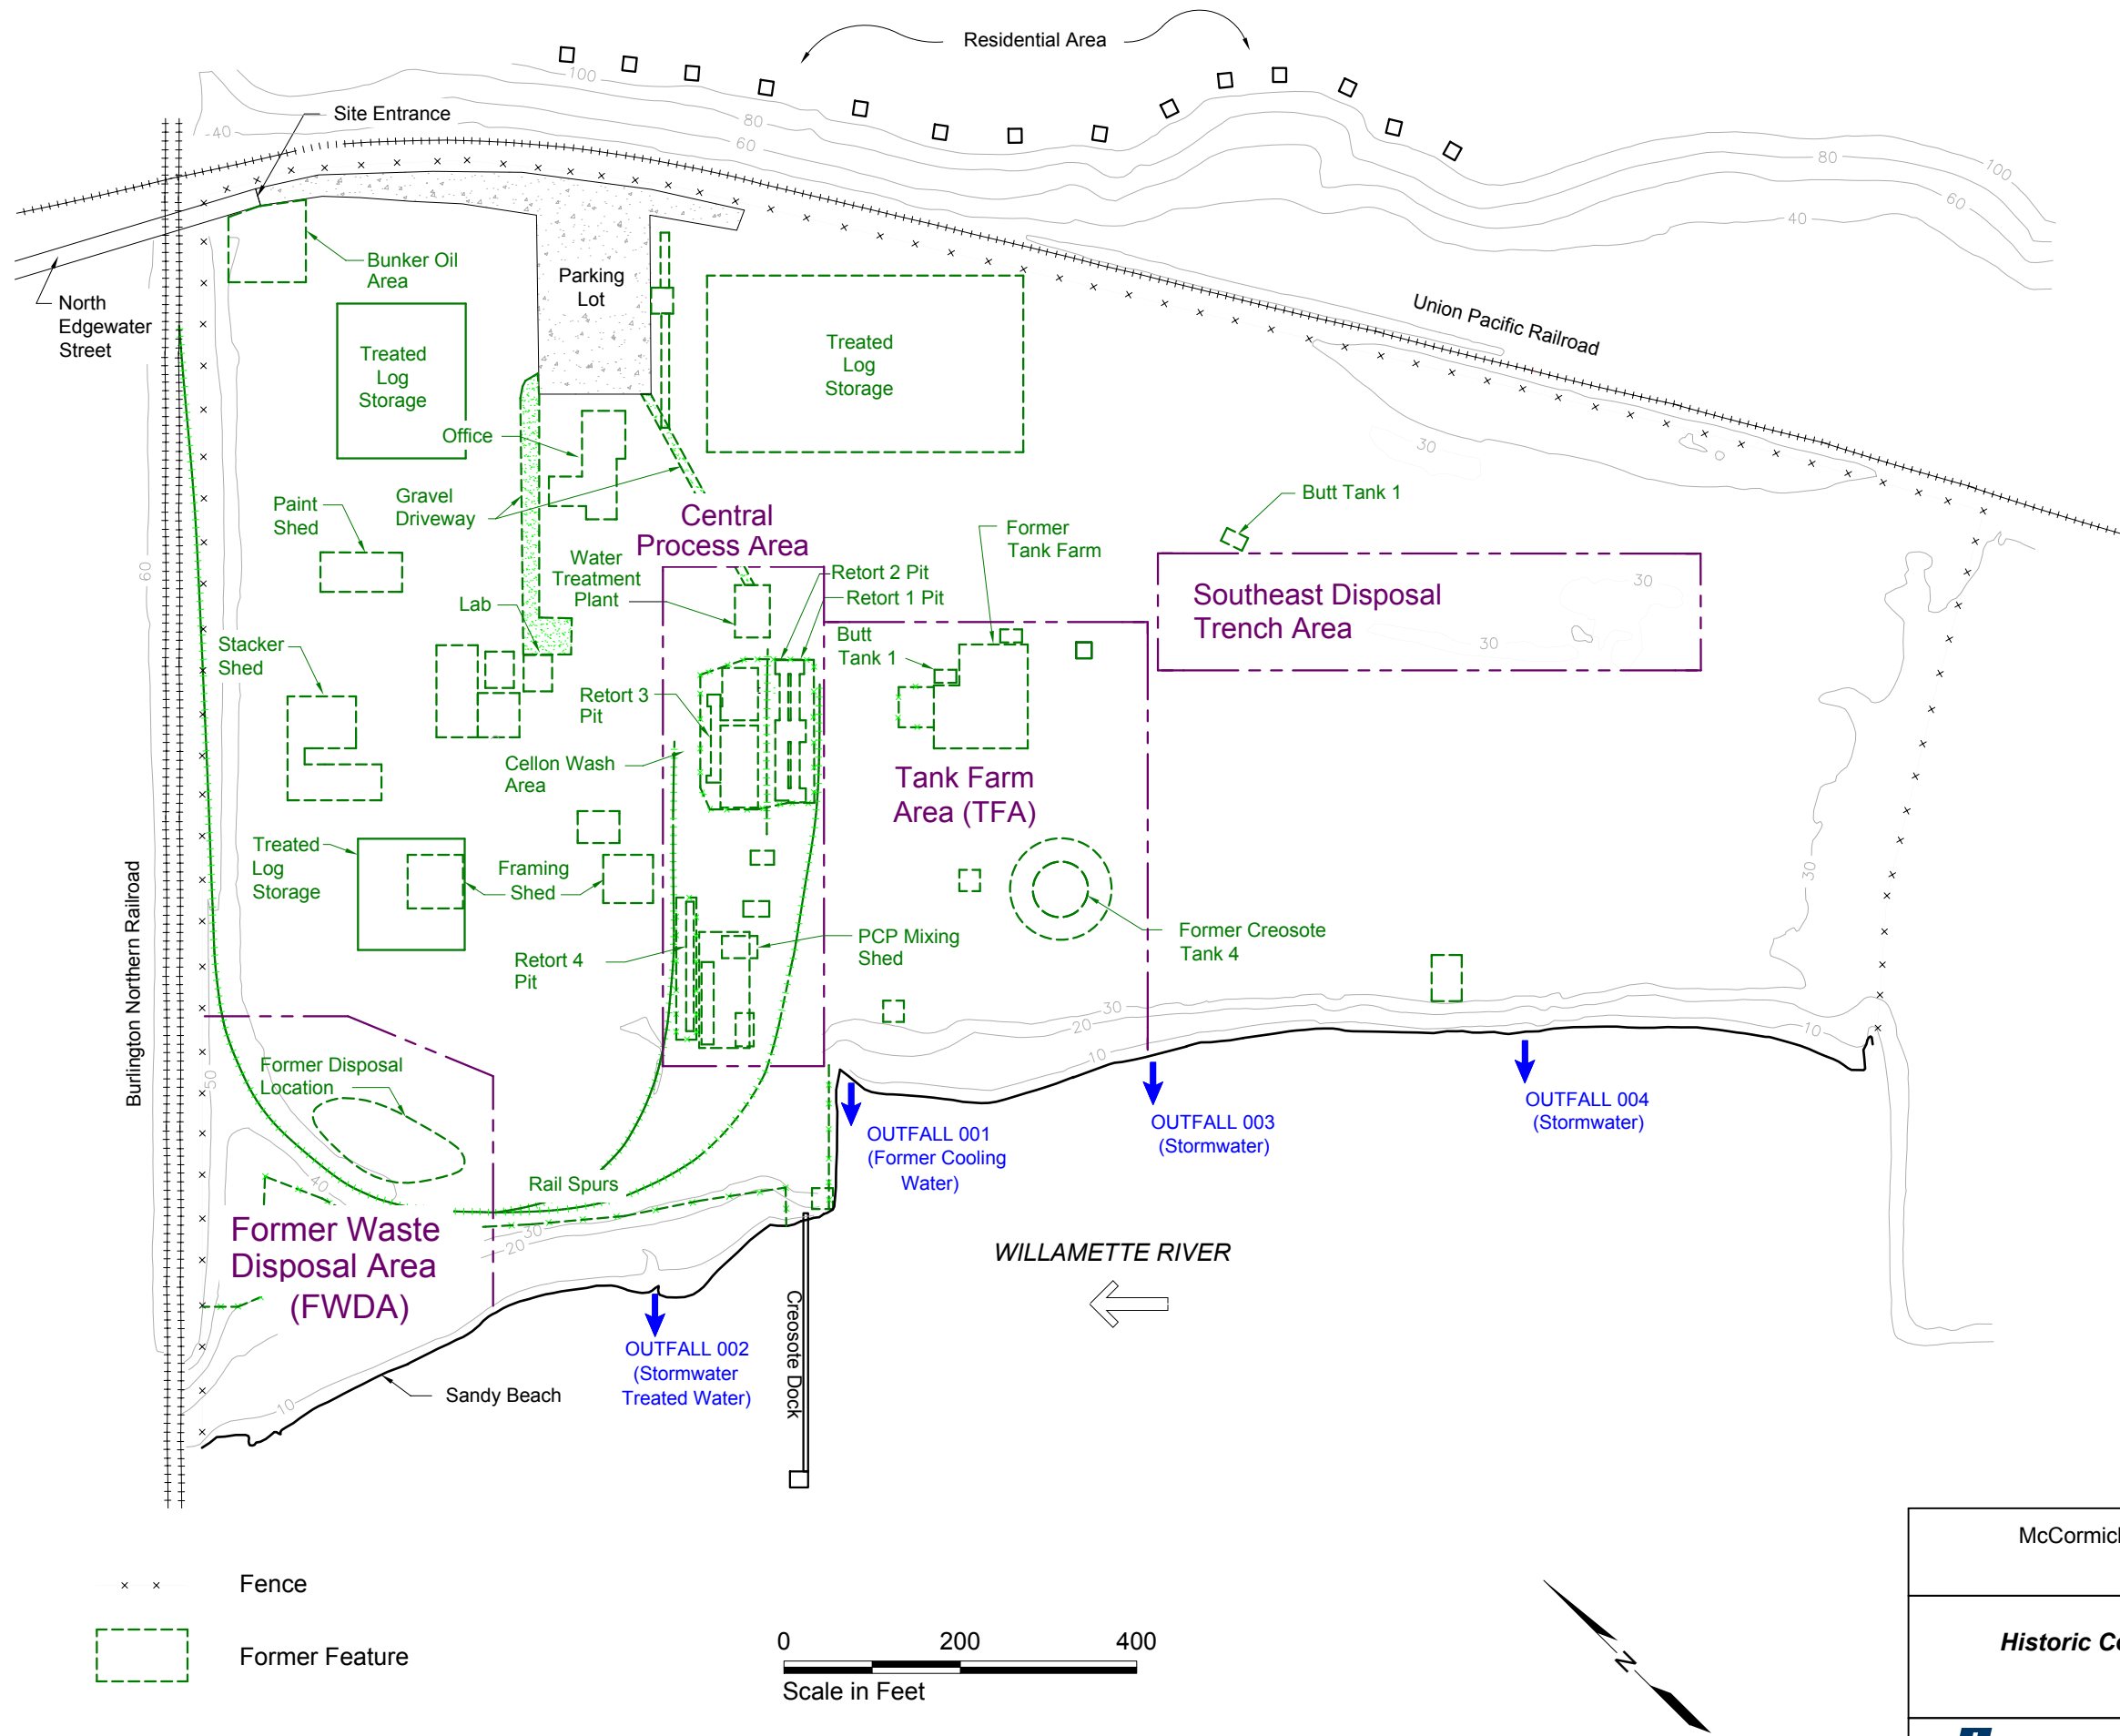 Residential Area
100
Site Entrance
80
40
60
80
100
60
40
Bunker Oil
Area
Parking
Lot
North
Edgewater
Street
Union Pacific Railroad
Treated
Log
Storage
Treated
Log
Storage
Office
30
Paint
Shed
Gravel
Driveway
Central
Process Area
Butt Tank 1
Former
Tank Farm
Water
Treatment
Plant
Retort 2 Pit
Retort 1 Pit
60
Lab
Southeast Disposal
Trench Area
30
30
Stacker
Shed
Butt
Tank 1
Retort 3
Pit
Cellon Wash
Area
Tank Farm
Area (TFA)
Treated
Log
Storage
Framing
Shed
30
Burlington Northern Railroad
PCP Mixing
Shed
Former Creosote
Tank 4
Retort 4
Pit
30
20
10
10
50
Former Disposal
Location
OUTFALL 001
(Former Cooling
Water)
OUTFALL 003
(Stormwater)
OUTFALL 004
(Stormwater)
40
Rail Spurs
Former Waste
Disposal Area
(FWDA)
30
20
WILLAMETTE RIVER
Creosote Dock
OUTFALL 002
(Stormwater
Treated Water)
Sandy Beach
10
Fence
Former Feature
0 200 400
Scale in Feet
N
McCormick
Historic Co